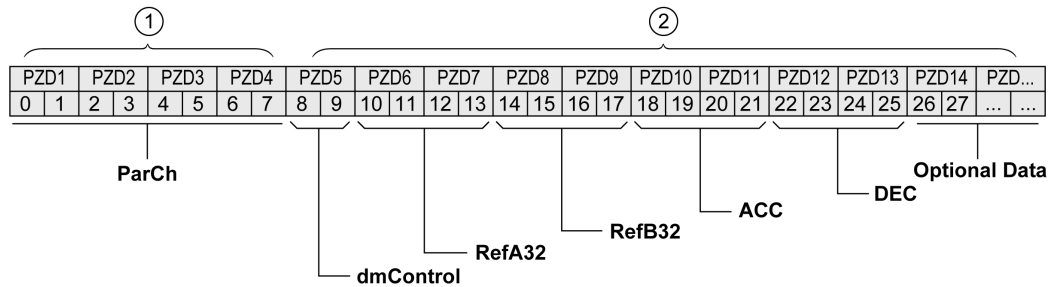 1 2
PZD1 PZD2 PZD3 PZD4 PZD5 PZD6 PZD7 PZD8 PZD9 PZD10 PZD11 PZD12 PZD13 PZD14 PZD...
0 1 2 3 4 5 6 7 8 9 10 11 12 13 14 15 16 17 18 19 20 21 22 23 24 25 26 27 ... ...
ParCh Optional Data
DEC
ACC
RefB32
RefA32
dmControl